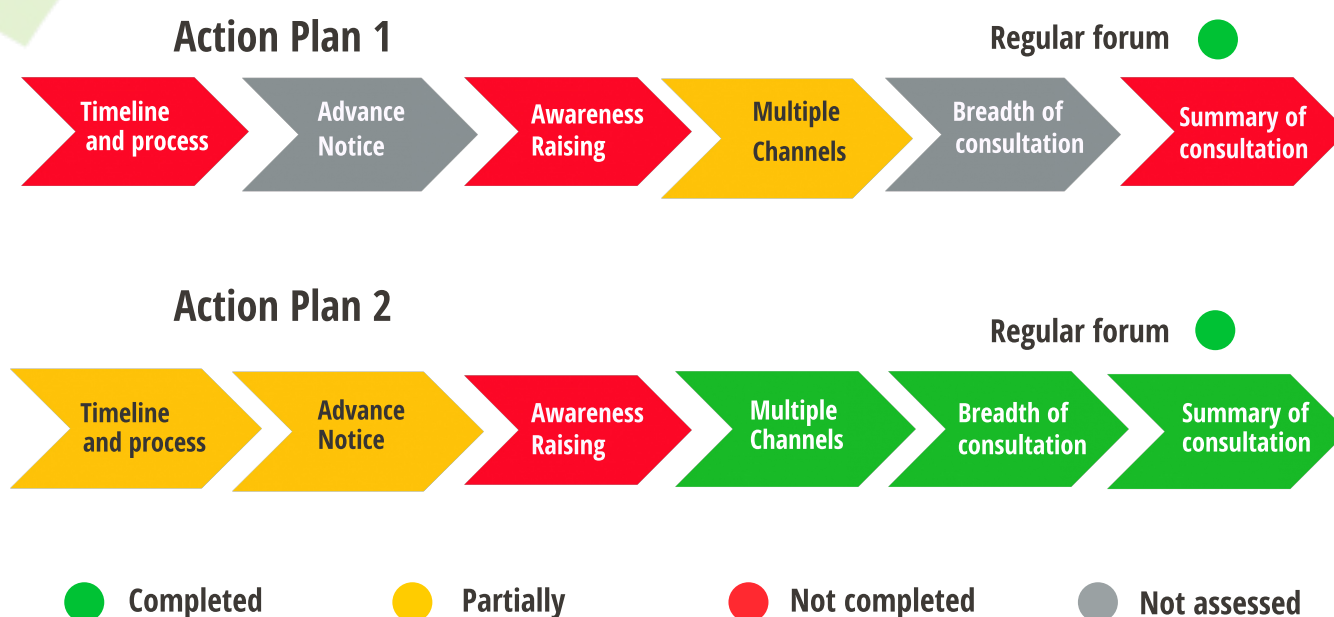 Action Plan 1
Regular forum
Timeline
and process
Advance
Notice
Awareness
Raising
Multiple
Channels
Breadth of
consultation
Summary of
consultation
Action Plan 2
Regular forum
Timeline
and process
Advance
Notice
Awareness
Raising
Multiple
Channels
Breadth of
consultation
Summary of
consultation
Completed
Partially
Not completed
Not assessed